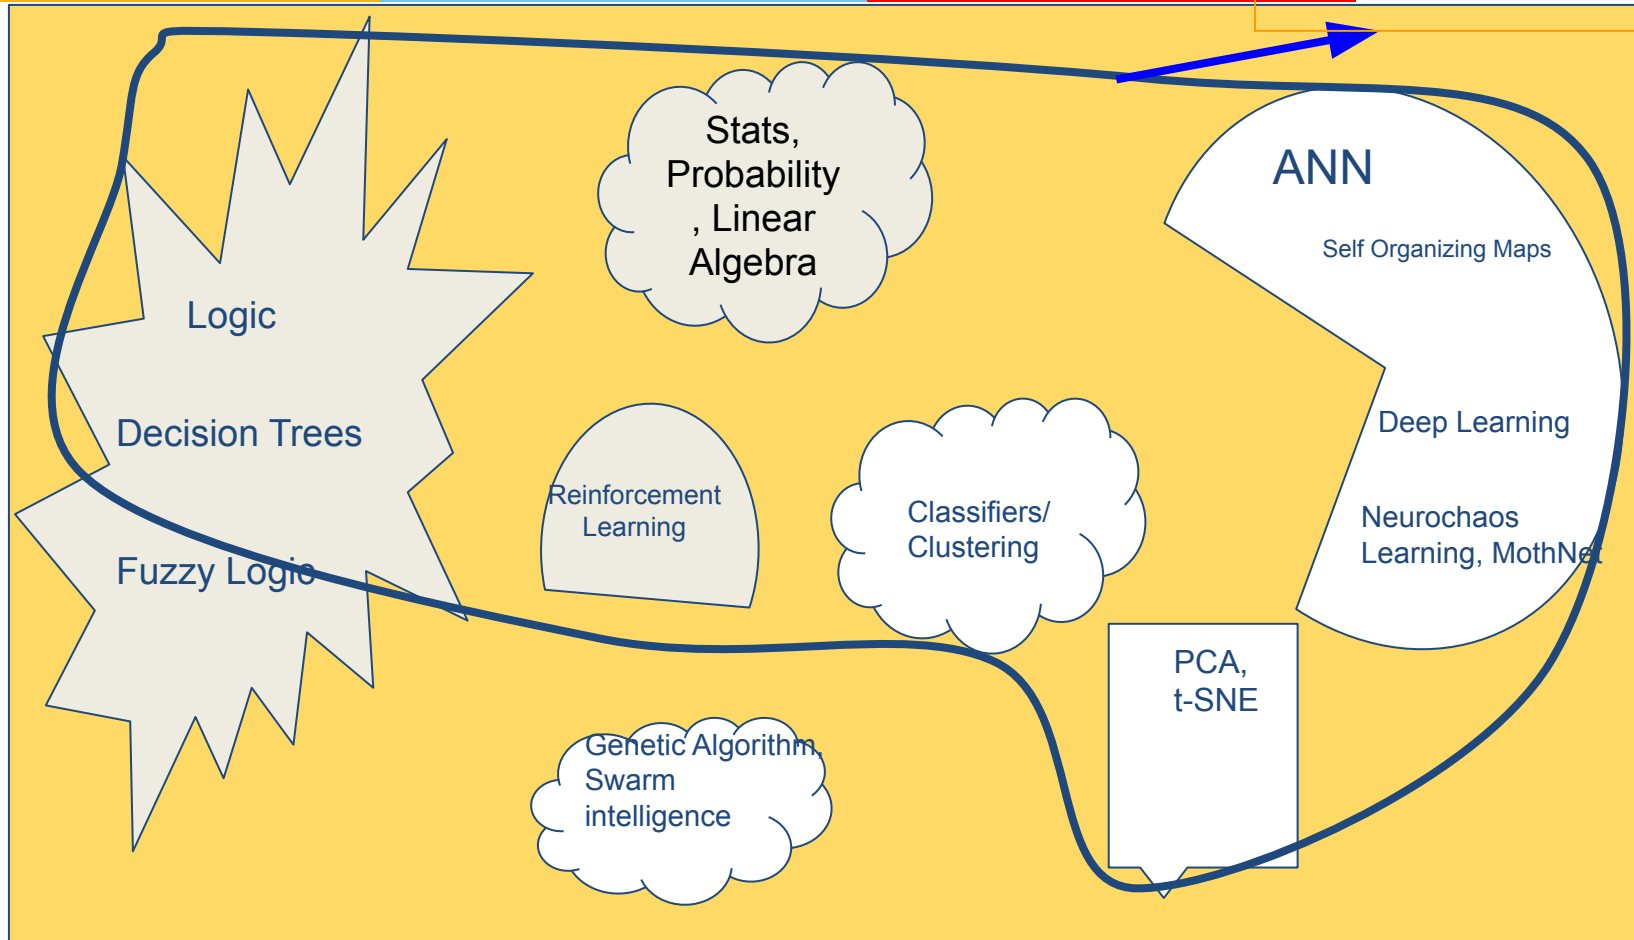 Stats,
Probability
, Linear
Algebra
ANN
Self Organizing Maps
Logic
Decision Trees
Fuzzy Logic
Reinforcement
Learning
Classifiers/
Clustering
Deep Learning
Neurochaos
Learning, MothNet
PCA,
t-SNE
Genetic Algorithm,
Swarm
intelligence